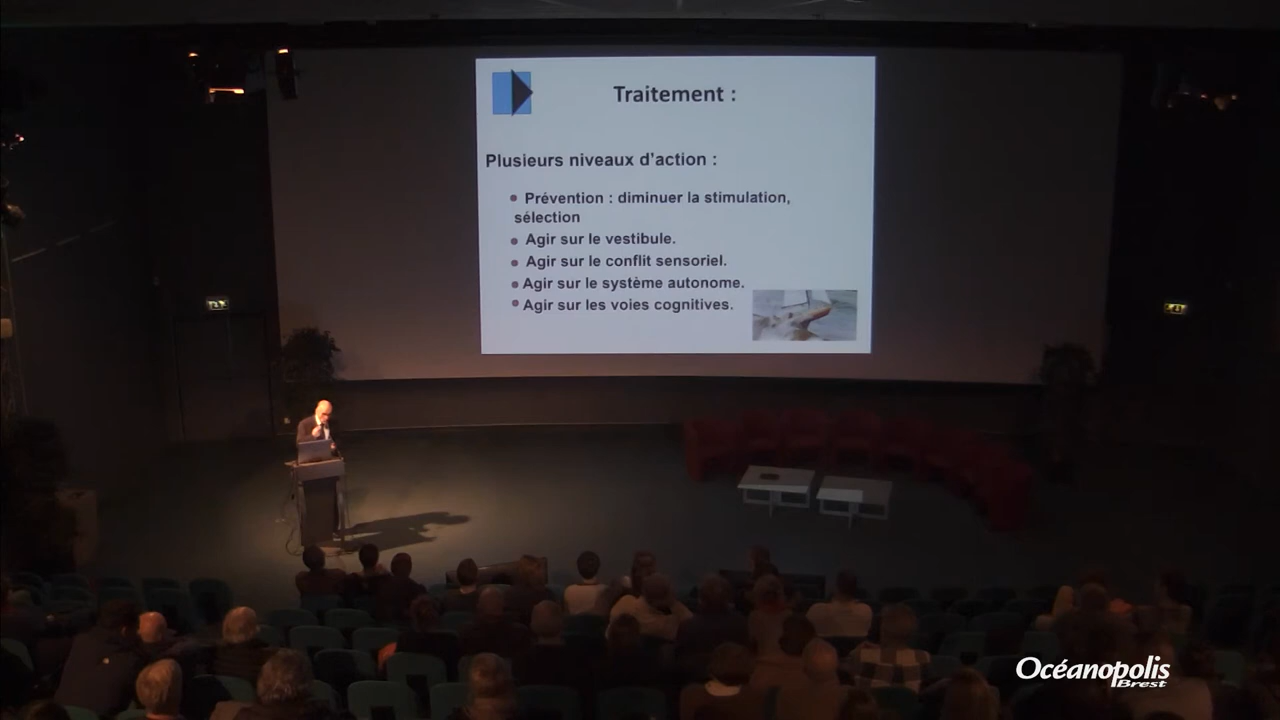 Traitement :
Plusieurs niveaux d'action :
Prévention : diminuer la stimulation,
sélection
Agir sur le vestibule.
Agir sur le conflit sensoriel.
Agir sur le système autonome.
Agir sur les voies cognitives.
Océanopolis
Brest